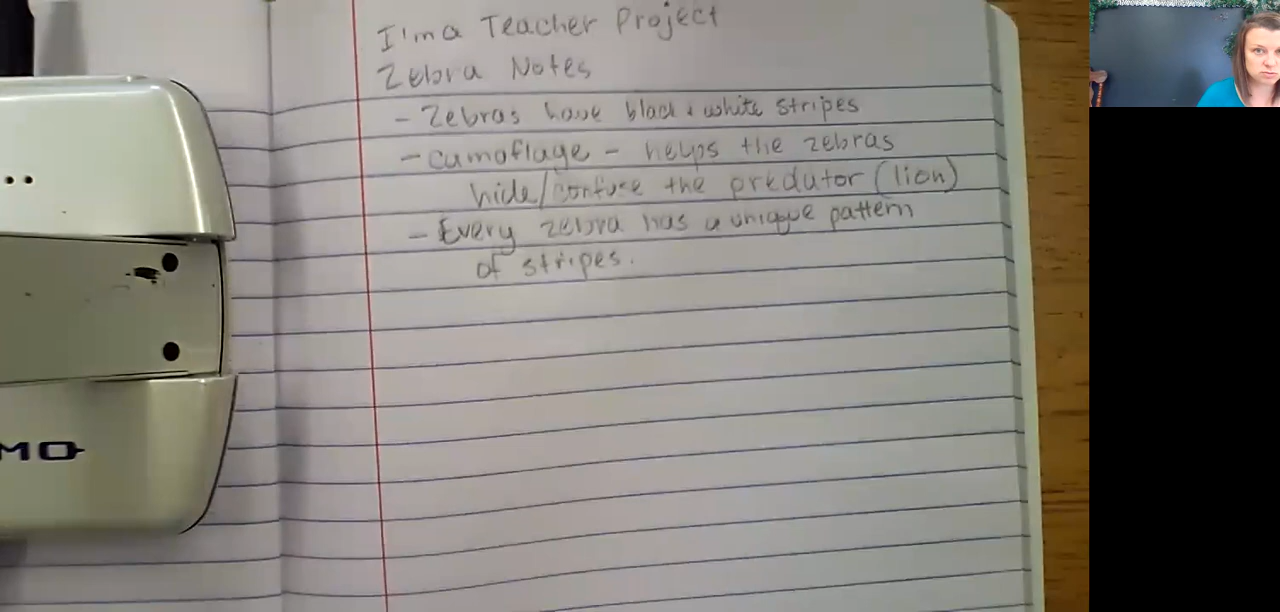 I'm a Teacher Project
Zebra Notes
- Zebras have black & white stripes
- camoflage - helps the zebras
hide/confuse the predator (lion)
- Every zebra has a unique pattern
of stripes.
MO